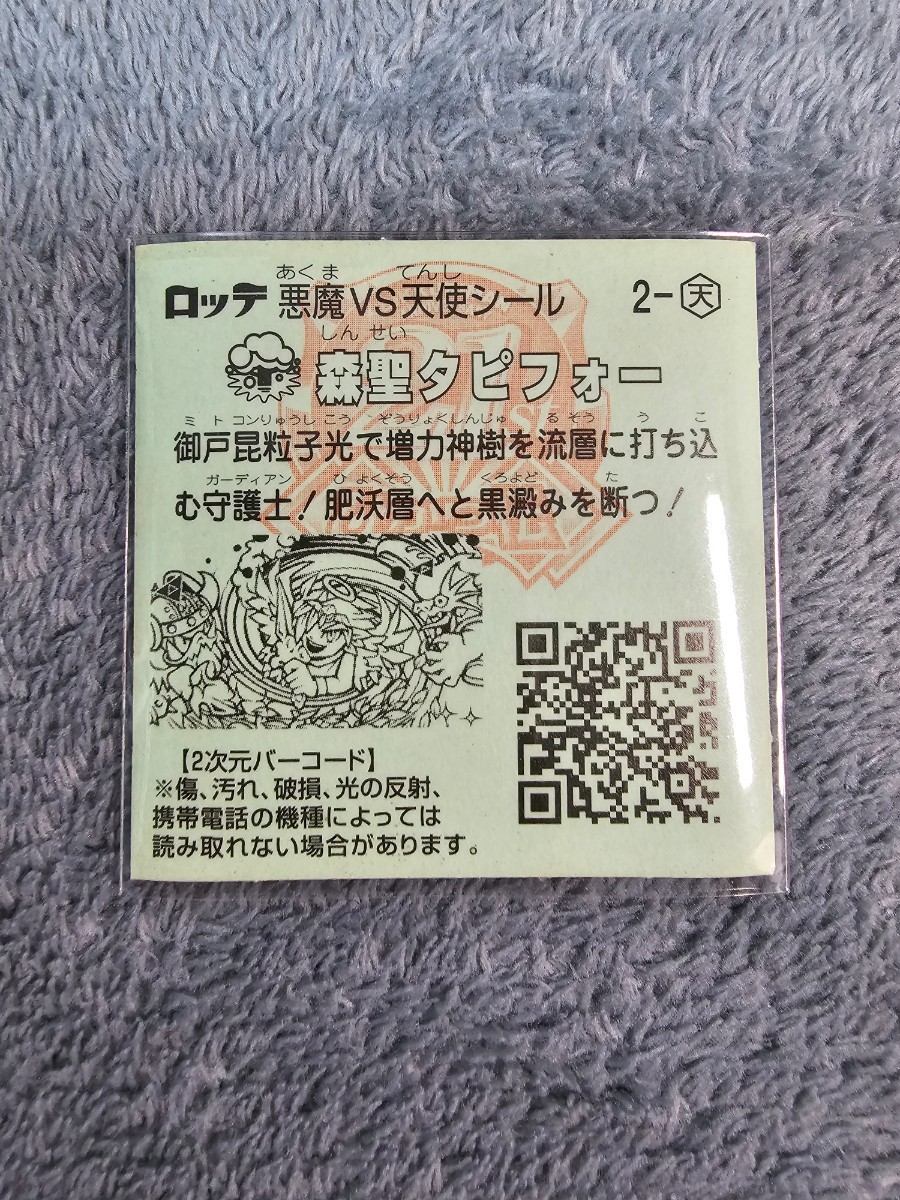 あくま てんし
ロッテ 悪魔VS天使シール 2-天
しん せい
森聖タピフォー
ミトコンりゅうしこう ぞうりょくしんじゅ るそう うこ
御戸昆粒子光で増力神樹を流層に打ち込
ガーディアン ひよくそう くろよど た
む守護士!肥沃層へと黒澱みを断つ!
【2次元バーコード】
※傷、汚れ、破損、光の反射、
携帯電話の機種によっては
読み取れない場合があります。